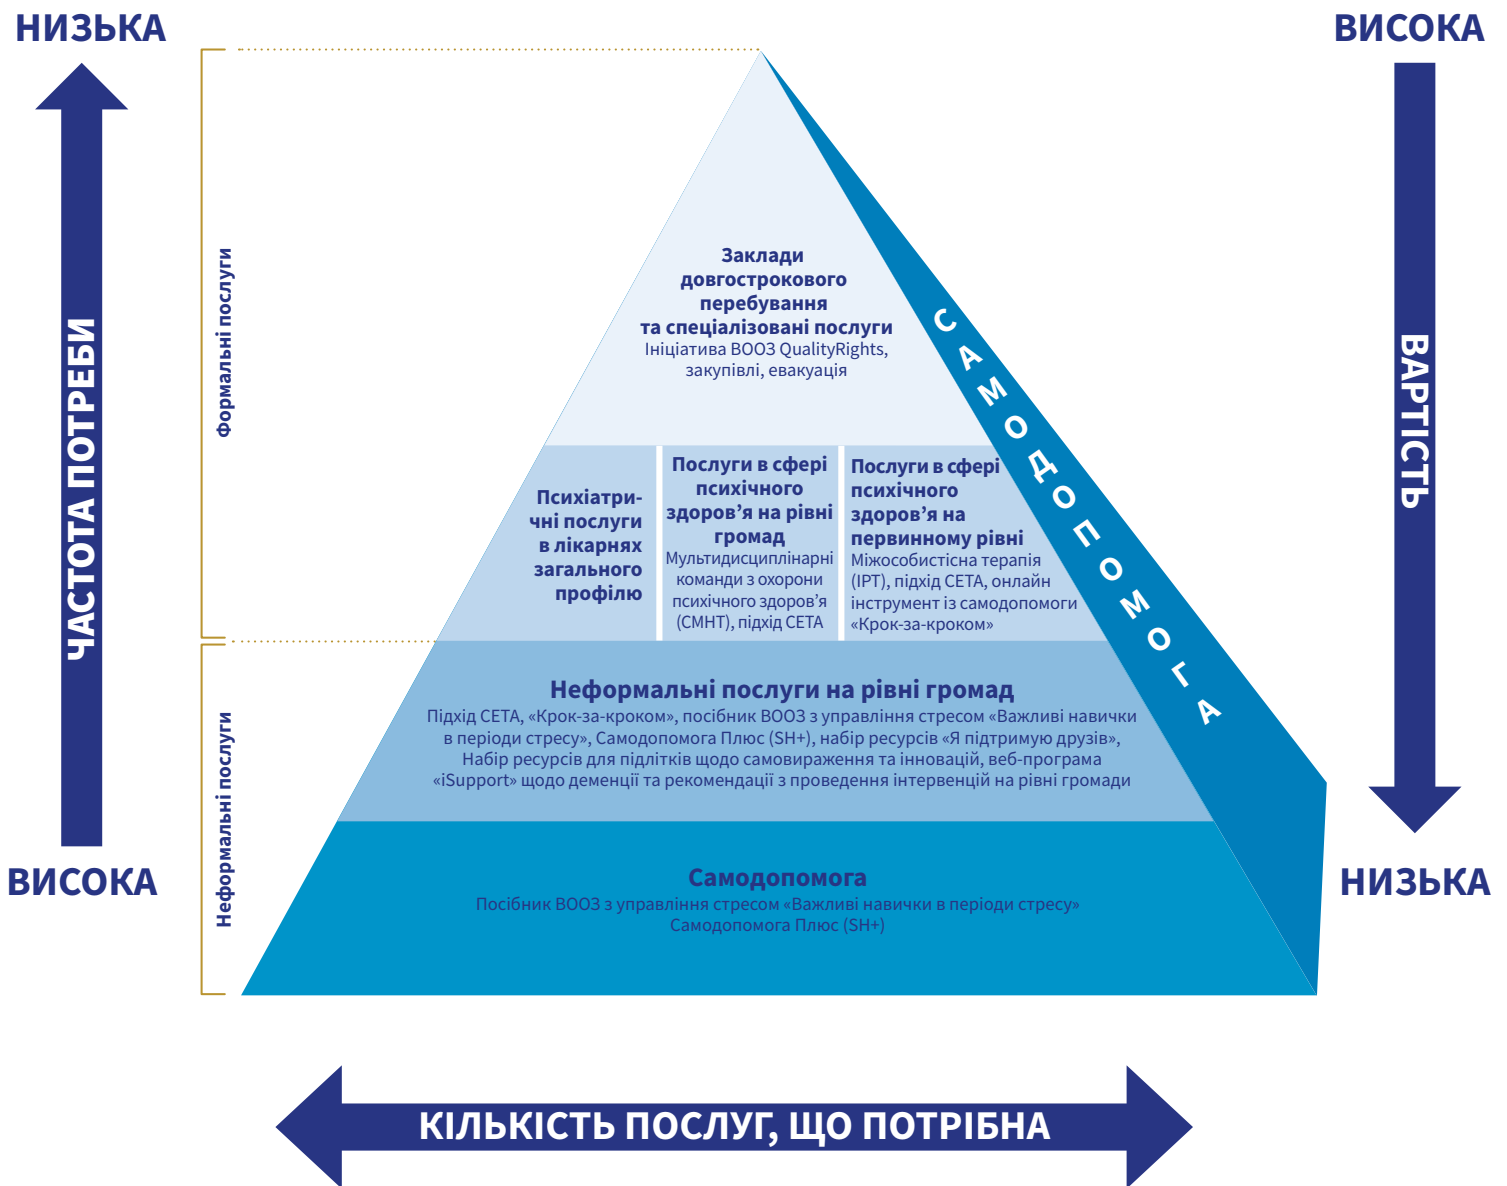 НИЗЬКА
ВИСОКА
ЧАСТОТА ПОТРЕБИ
ВИСОКА
ВАРТІСТЬ
НИЗЬКА
Формальні послуги
Неформальні послуги
Заклади
довгострокового
перебування
та спеціалізовані послуги
Ініціатива ВООЗ QualityRights,
закупівлі, евакуація
Психіатри-
чні послуги
в лікарнях
загального
профілю
Послуги в сфері
психічного
здоров’я на рівні
громад
Мультидисциплінарні
команди з охорони
психічного здоров’я
(СМНТ), підхід СЕТА
Послуги в сфері
психічного
здоров’я на
первинному рівні
Міжособистісна терапія
(IPT), підхід СЕТА, онлайн
інструмент із самодопомоги
«Крок-за-кроком»
САМОДОПОМОГА
Неформальні послуги на рівні громад
Підхід СЕТА, «Крок-за-кроком», посібник ВООЗ з управління стресом «Важливі навички
в періоди стресу», Самодопомога Плюс (SH+), набір ресурсів «Я підтримую друзів»,
Набір ресурсів для підлітків щодо самовираження та інновацій, веб-програма
«iSupport» щодо деменції та рекомендації з проведення інтервенцій на рівні громади
Самодопомога
Посібник ВООЗ з управління стресом «Важливі навички в періоди стресу»
Самодопомога Плюс (SH+)
КІЛЬКІСТЬ ПОСЛУГ, ЩО ПОТРІБНА